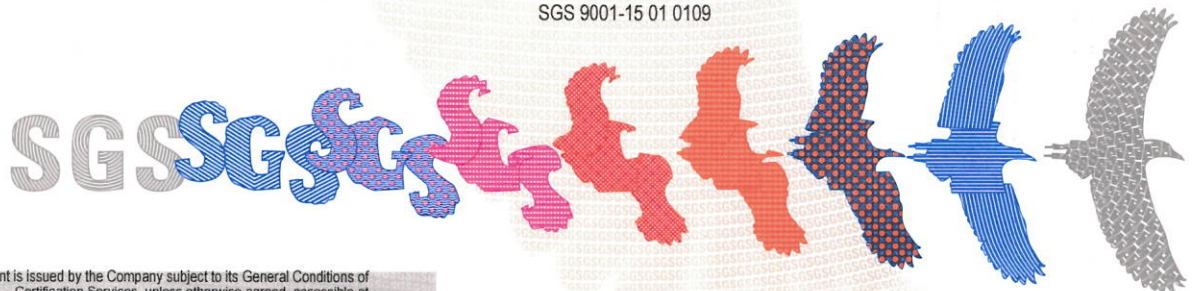 SGS 9001-15 01 0109
SGS SGS SGS
nt is issued by the Company subject to its General Conditions of
Certification Services, unless otherwise agreed, accessible at